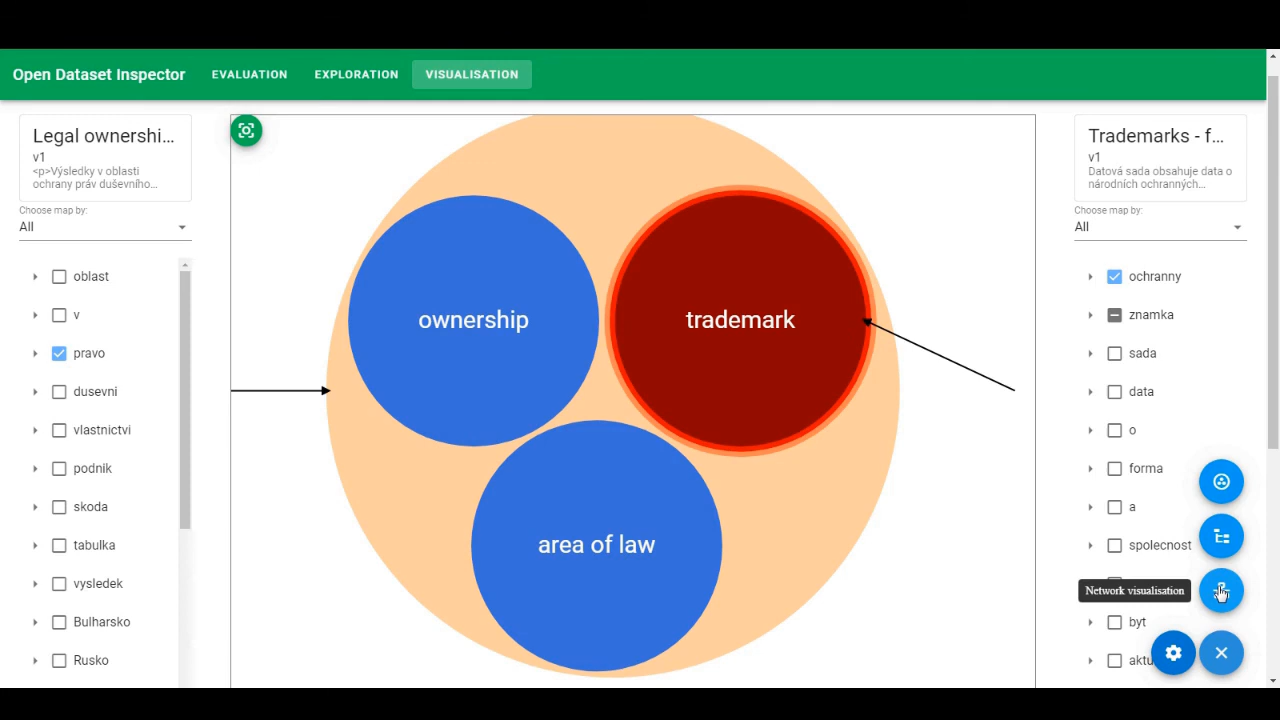 Open Dataset Inspector EVALUATION EXPLORATION VISUALISATION
Legal ownershi...
v1
<p>Výsledky v oblasti
ochrany práv duševního...
Choose map by:
All
oblast
v
pravo
dusevni
vlastnictvi
podnik
skoda
tabulka
vysledek
Bulharsko
Rusko
ownership
trademark
area of law
Trademarks - f...
v1
Datová sada obsahuje data o
národních ochranných...
Choose map by:
All
ochranny
znamka
sada
data
o
forma
a
spolecnost
Network visualisation
byt